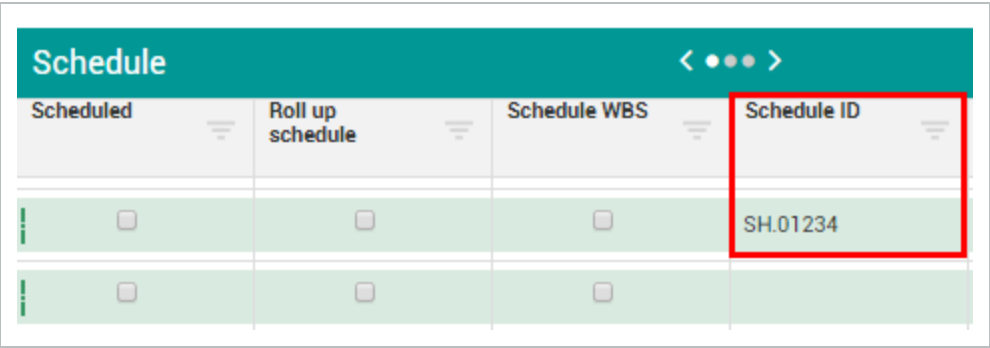 Schedule
Scheduled
Roll up
schedule
Schedule WBS
Schedule ID
SH.01234